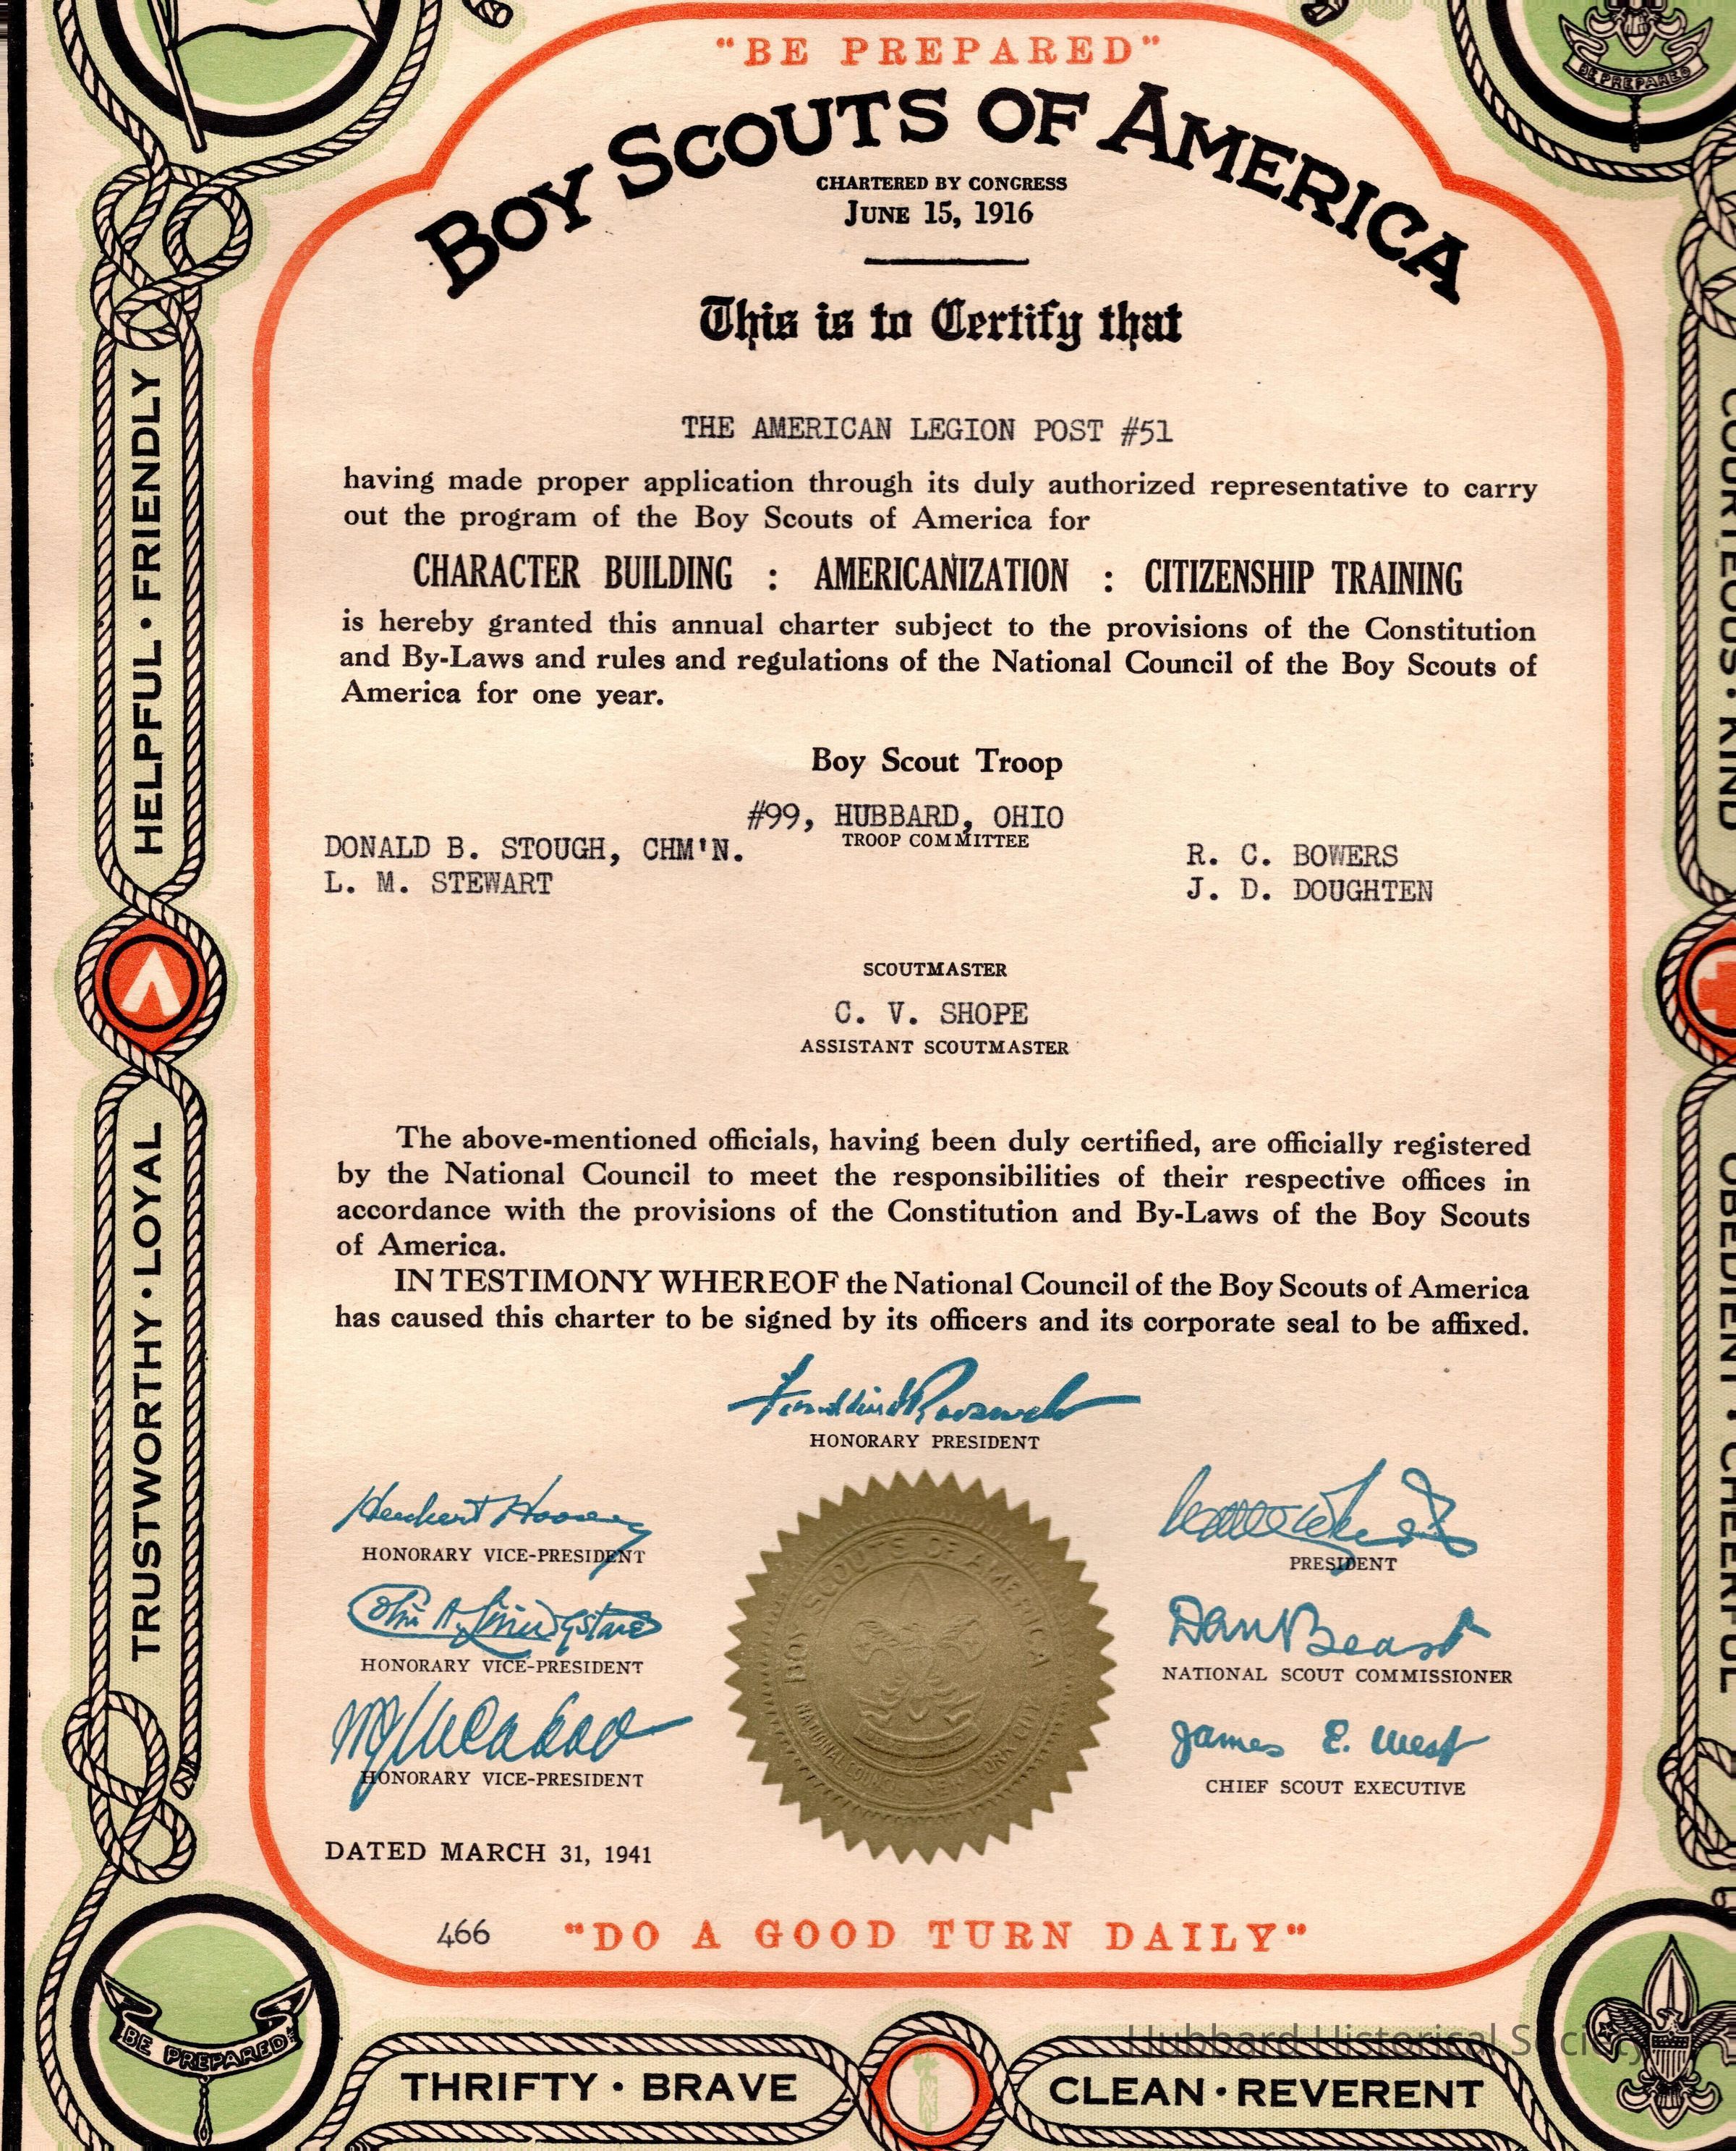 "BE PREPARED"
BOY SCOUTS OF AMERICA
CHARTERED BY CONGRESS
JUNE 15, 1916
This is to Certify that
THE AMERICAN LEGION POST #51
having made proper application through its duly authorized representative to carry
out the program of the Boy Scouts of America for
CHARACTER BUILDING : AMERICANIZATION : CITIZENSHIP TRAINING
is hereby granted this annual charter subject to the provisions of the Constitution
and By-Laws and rules and regulations of the National Council of the Boy Scouts of
America for one year.
Boy Scout Troop
#99, HUBBARD, OHIO
TROOP COMMITTEE
DONALD B. STOUGH, CHM'N.
L. M. STEWART
R. C. BOWERS
J. D. DOUGHTEN
SCOUTMASTER
C. V. SHOPE
ASSISTANT SCOUTMASTER
The above-mentioned officials, having been duly certified, are officially registered
by the National Council to meet the responsibilities of their respective offices in
accordance with the provisions of the Constitution and By-Laws of the Boy Scouts
of America.
IN TESTIMONY WHEREOF the National Council of the Boy Scouts of America
has caused this charter to be signed by its officers and its corporate seal to be affixed.
Franklin D Roosevelt
HONORARY PRESIDENT
Herbert Hoover
HONORARY VICE-PRESIDENT
Colin H. Livingstone
HONORARY VICE-PRESIDENT
HONORARY VICE-PRESIDENT
PRESIDENT
Dan Beard
NATIONAL SCOUT COMMISSIONER
James E. West
CHIEF SCOUT EXECUTIVE
BOY SCOUTS OF AMERICA
DATED MARCH 31, 1941
466
"DO A GOOD TURN DAILY"
TRUSTWORTHY · LOYAL
HELPFUL · FRIENDLY
COURTEOUS · KIND
OBEDIENT · CHEERFUL
THRIFTY · BRAVE
CLEAN · REVERENT
BE PREPARED
BE PREPARED
Hubbard Historical Society